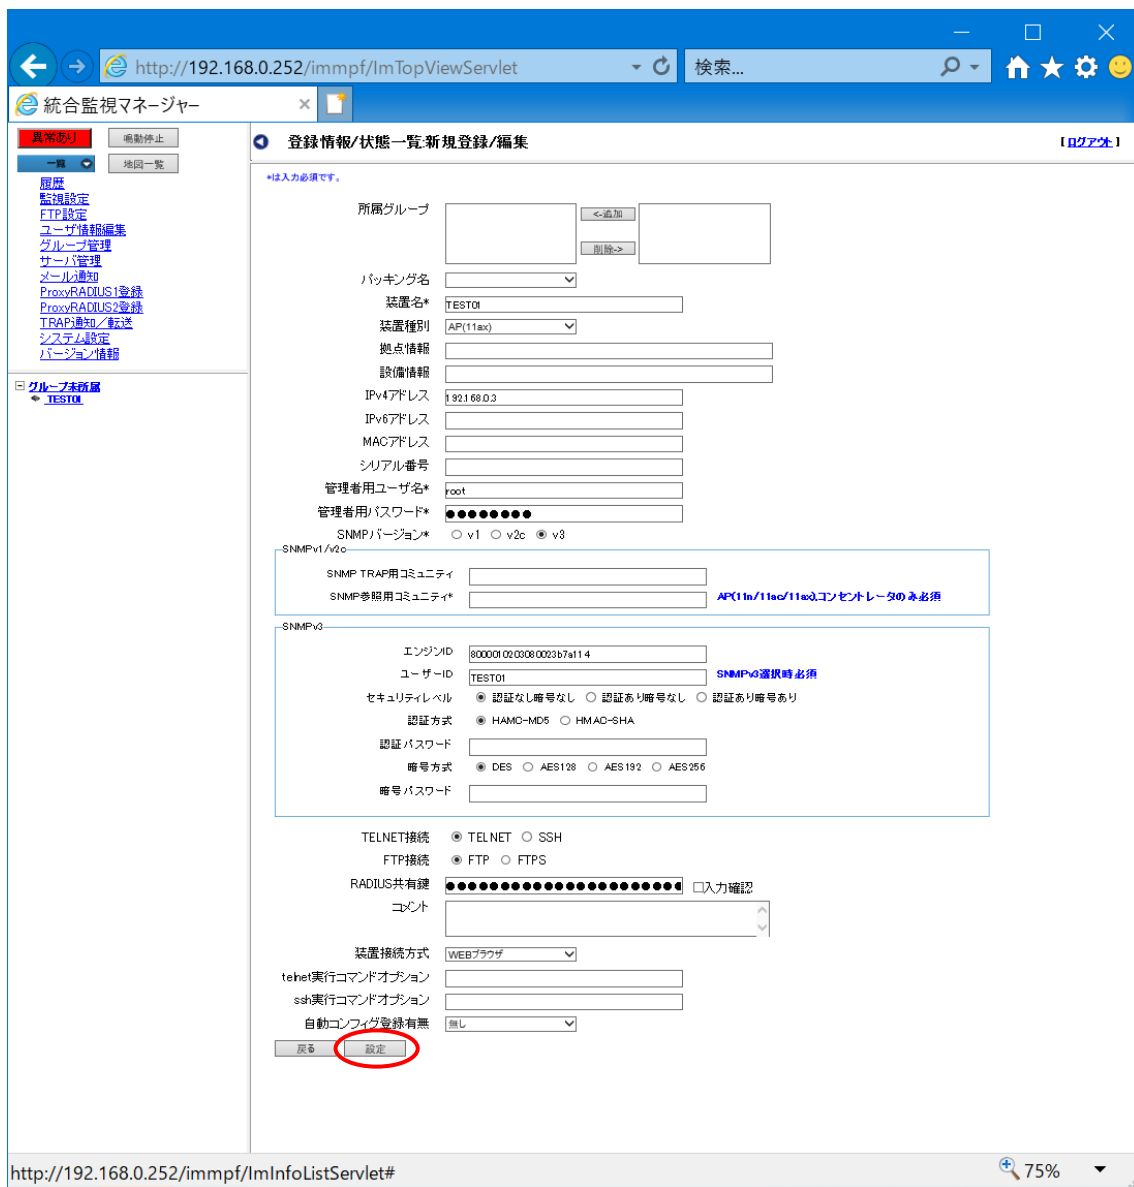 http://192.168.0.252/immpf/ImTopViewServlet
検索...
統合監視マネージャー
異常あり 鳴動停止
一覧 地図一覧
履歴
監視設定
FTP設定
ユーザ情報編集
グループ管理
サーバ管理
メール通知
ProxyRADIUS1登録
ProxyRADIUS2登録
TRAP通知/転送
システム設定
バージョン情報
グループ未所属
TEST01
登録情報/状態一覧:新規登録/編集
[ログアウト]
*は入力必須です。
所属グループ <-追加
削除->
パッキング名
装置名* TEST01
装置種別 AP(11ax)
拠点情報
設備情報
IPv4アドレス 192.168.0.3
IPv6アドレス
MACアドレス
シリアル番号
管理者用ユーザ名* root
管理者用パスワード* ●●●●●●●●
SNMPバージョン* v1 v2c v3
SNMPv1/v2c
SNMP TRAP用コミュニティ
SNMP参照用コミュニティ* AP(11n/11ac/11ax),コンセントレータのみ必須
SNMPv3
エンジンID 8000010203080023b7a114
ユーザーID TEST01 SNMPv3選択時必須
セキュリティレベル 認証なし暗号なし 認証あり暗号なし 認証あり暗号あり
認証方式 HAMC-MD5 HMAC-SHA
認証パスワード
暗号方式 DES AES128 AES192 AES256
暗号パスワード
TELNET接続 TELNET SSH
FTP接続 FTP FTPS
RADIUS共有鍵 ●●●●●●●●●●●●●●●●●●●●●● 入力確認
コメント
装置接続方式 WEBブラウザ
telnet実行コマンドオプション
ssh実行コマンドオプション
自動コンフィグ登録有無 無し
戻る 設定
http://192.168.0.252/immpf/ImInfoListServlet#
75%